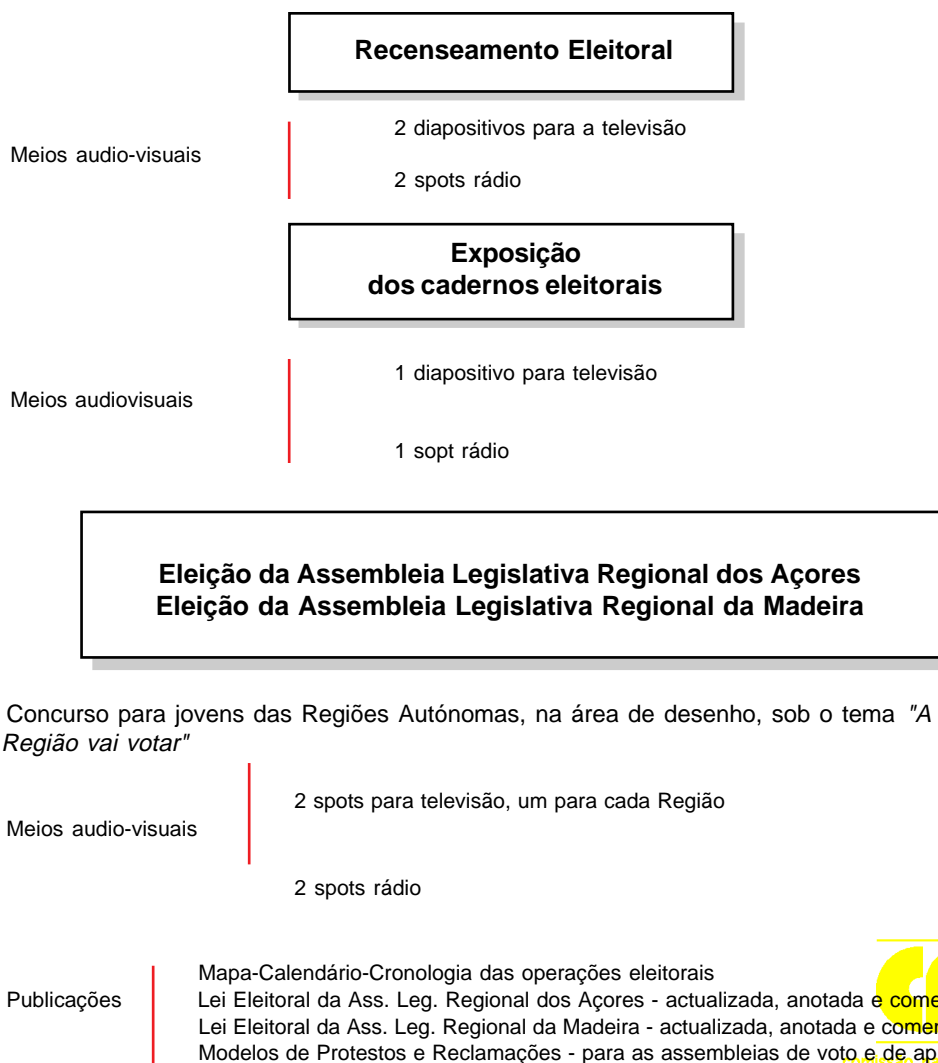 Recenseamento Eleitoral
2 diapositivos para a televisão
Meios audio-visuais
2 spots rádio
Exposição
dos cadernos eleitorais
1 diapositivo para televisão
Meios audiovisuais
1 sopt rádio
Eleição da Assembleia Legislativa Regional dos Açores
Eleição da Assembleia Legislativa Regional da Madeira
Concurso para jovens das Regiões Autónomas, na área de desenho, sob o tema "A
Região vai votar"
2 spots para televisão, um para cada Região
Meios audio-visuais
2 spots rádio
Mapa-Calendário-Cronologia das operações eleitorais
Publicações
Lei Eleitoral da Ass. Leg. Regional dos Açores - actualizada, anotada e
Lei Eleitoral da Ass. Leg. Regional da Madeira - actualizada, anotada e
Modelos de Protestos e Reclamações - para as assembleias de voto e de